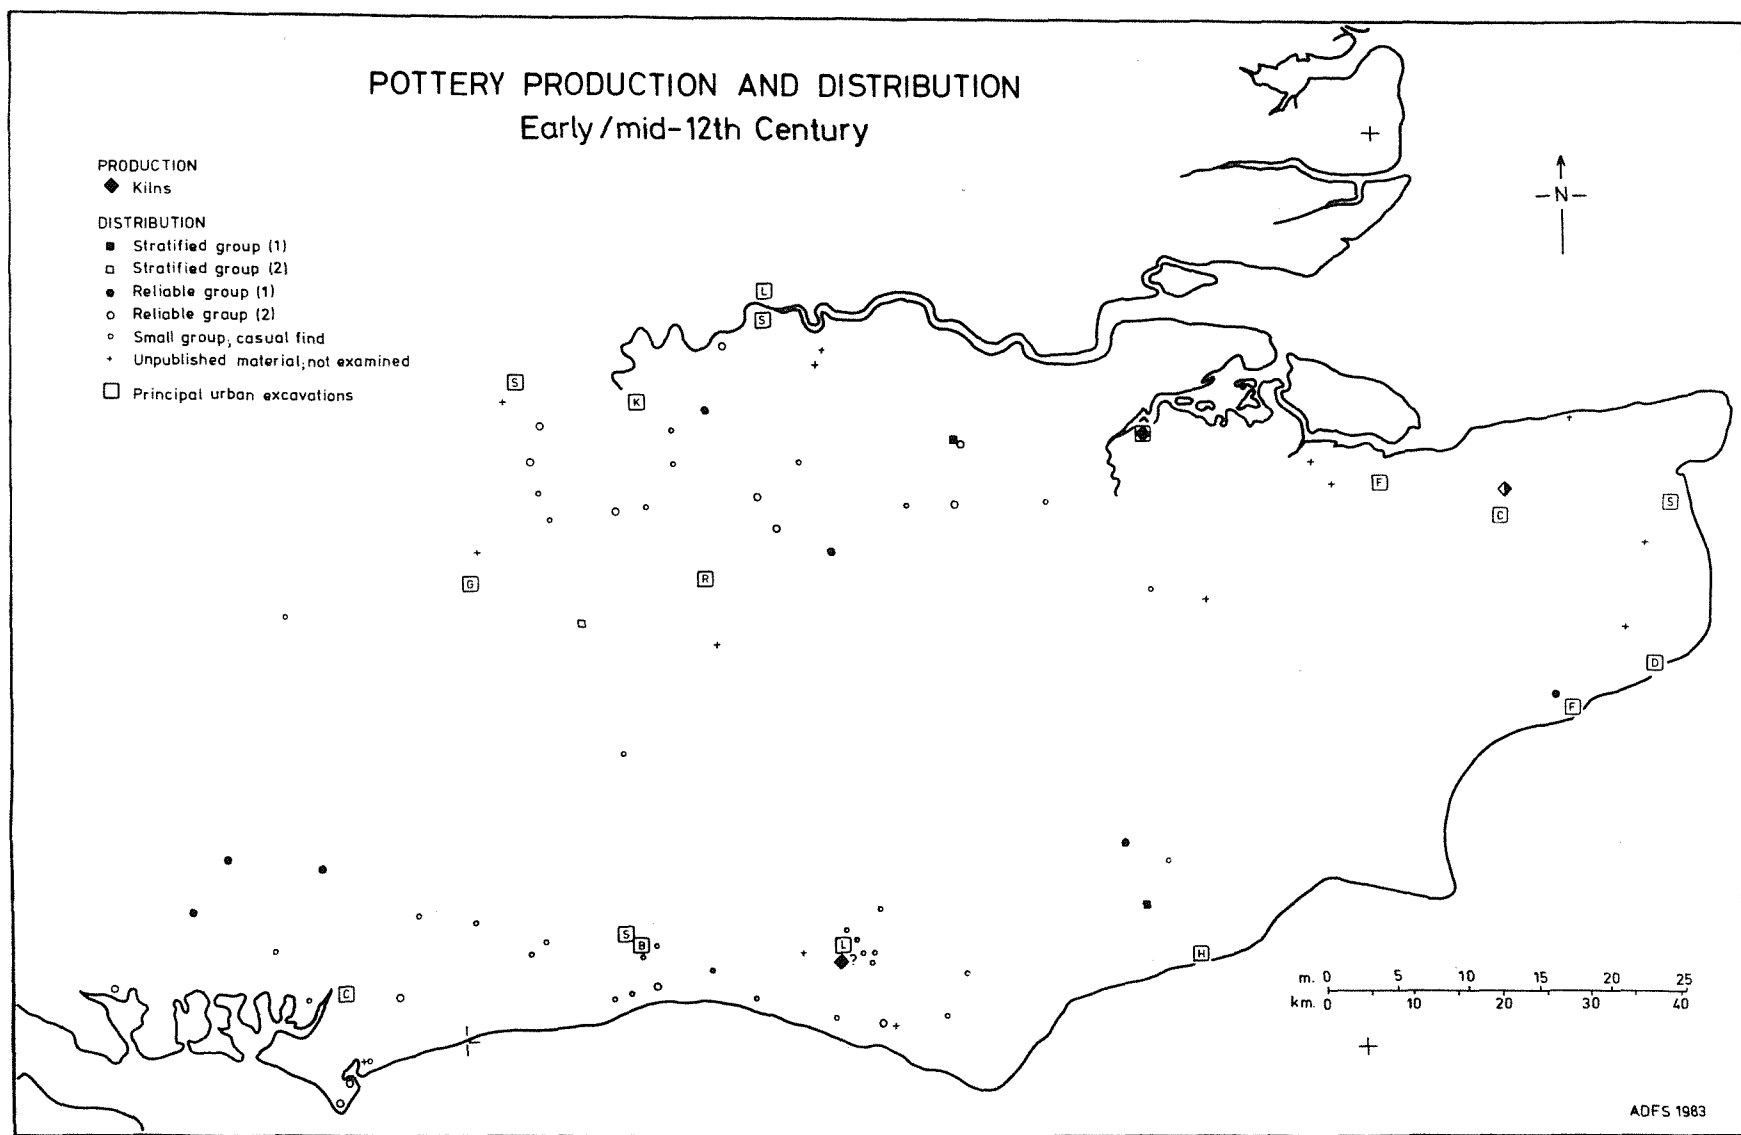 POTTERY PRODUCTION AND DISTRIBUTION
Early/mid-12th Century
PRODUCTION
Kilns
DISTRIBUTION
Stratified group (1)
Stratified group (2)
Reliable group (1)
Reliable group (2)
Small group; casual find
Unpublished material; not examined
Principal urban excavations
N
L
S
S
K
F
S
C
G
R
D
F
S
B
L
?
H
C
m. 0 5 10 15 20 25
km. 0 10 20 30 40
ADFS 1983